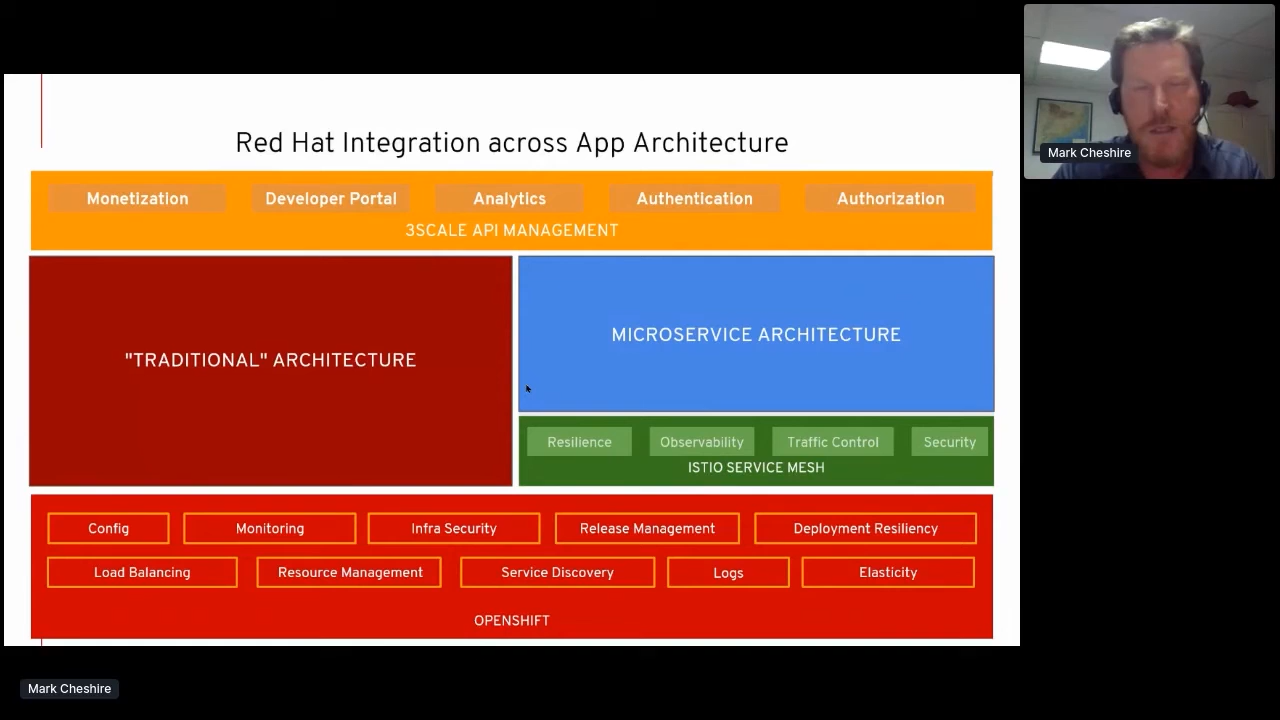 Red Hat Integration across App Architecture
Monetization
Developer Portal
Analytics
Authentication
Authorization
3SCALE API MANAGEMENT
"TRADITIONAL" ARCHITECTURE
MICROSERVICE ARCHITECTURE
Resilience
Observability
Traffic Control
Security
ISTIO SERVICE MESH
Config
Monitoring
Infra Security
Release Management
Deployment Resiliency
Load Balancing
Resource Management
Service Discovery
Logs
Elasticity
OPENSHIFT
Mark Cheshire
Mark Cheshire